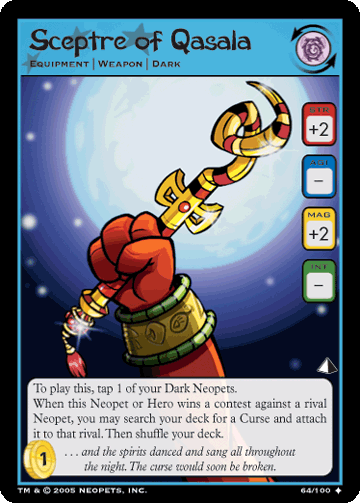 Sceptre of Qasala
Equipment | Weapon | Dark
STR
+2
AGI
–
MAG
+2
INT
–
To play this, tap 1 of your Dark Neopets.
When this Neopet or Hero wins a contest against a rival
Neopet, you may search your deck for a Curse and attach
it to that rival. Then shuffle your deck.
. . . and the spirits danced and sang all throughout
the night. The curse would soon be broken.
1
TM & © 2005 NEOPETS, INC.
64/100